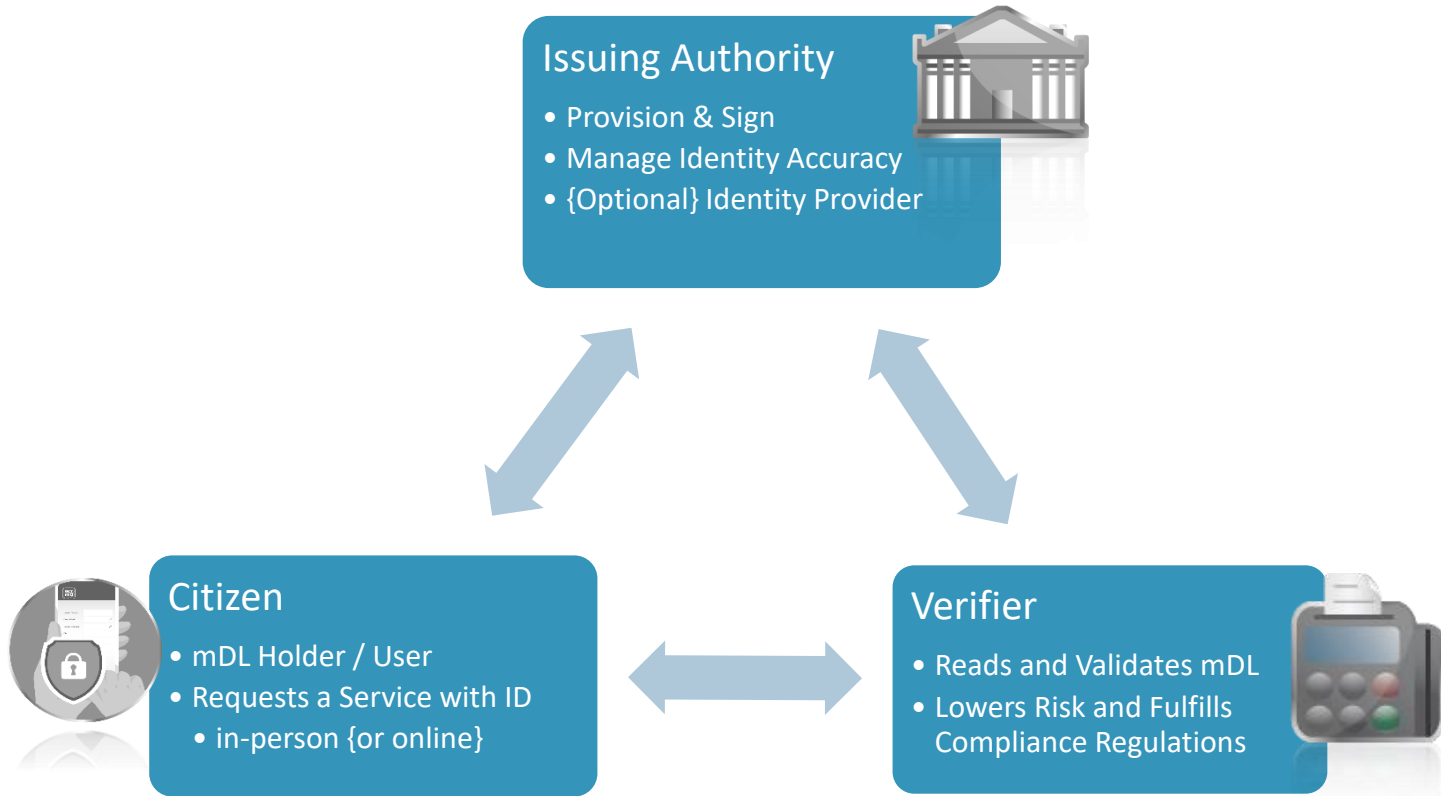 Issuing Authority
• Provision & Sign
• Manage Identity Accuracy
• {Optional} Identity Provider
Citizen
• mDL Holder / User
• Requests a Service with ID
• in-person {or online}
Verifier
• Reads and Validates mDL
• Lowers Risk and Fulfills
Compliance Regulations